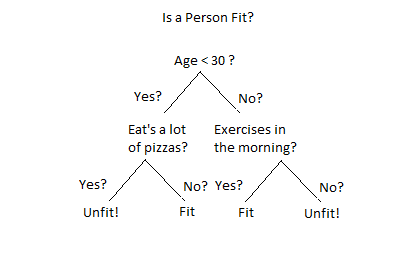 Is a Person Fit?
Age < 30 ?
Yes?
No?
Eat's a lot
of pizzas?
Exercises in
the morning?
Yes?
No?
Yes?
No?
Unfit!
Fit
Fit
Unfit!